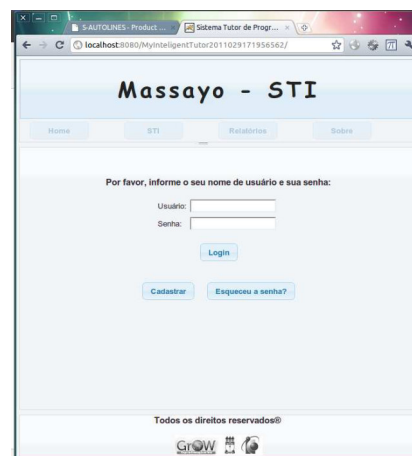 S-AUTOLINES - Product
Sistema Tutor de Progr...
localhost:8080/MyInteligentTutor2011029171956562/
Massayo - STI
Home
STI
Relatórios
Sobre
Por favor, informe o seu nome de usuário e sua senha:
Usuário:
Senha:
Login
Cadastrar
Esqueceu a senha?
Todos os direitos reservados®
GrOW